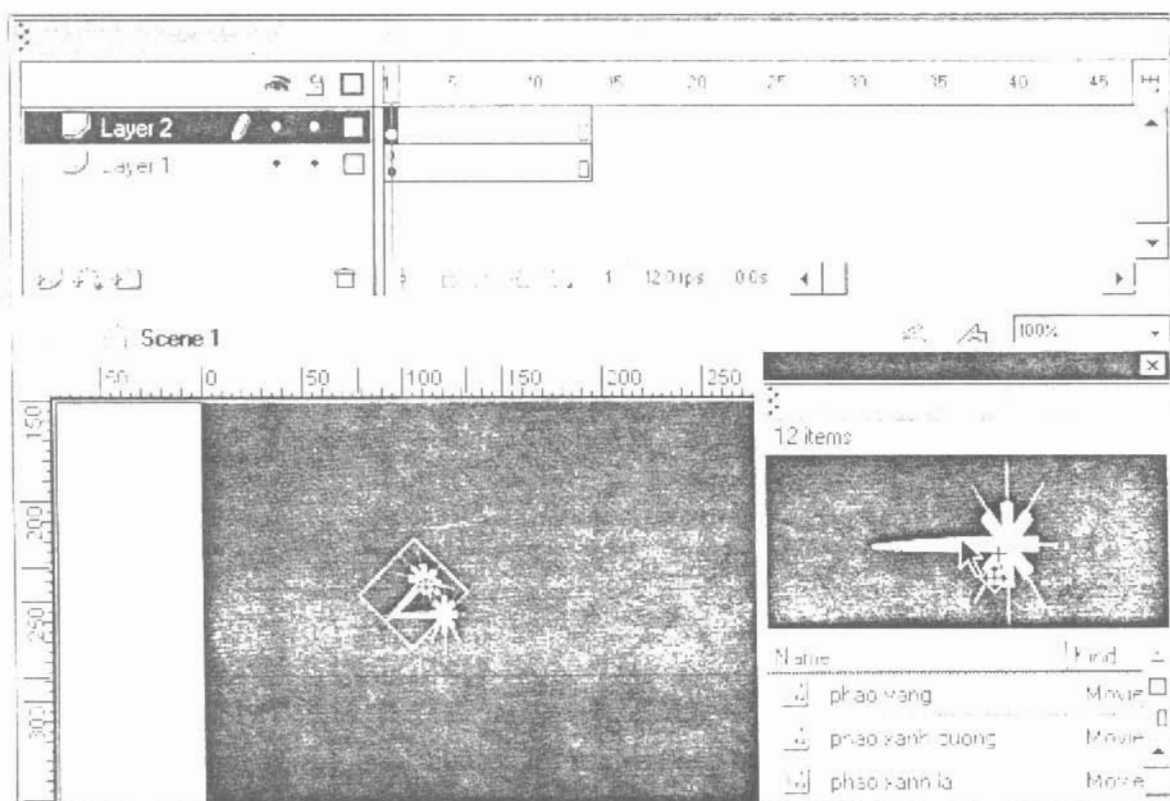 1 5 10 15 20 25 30 35 40 45
Layer 2
Layer 1
1 12.0 fps 0.0s
Scene 1 100%
50 0 50 100 150 200 250
150
200
250
300
12 items
Name Kind
phao vang Movie
phao xanh duong Movie
phao xanh la Movie